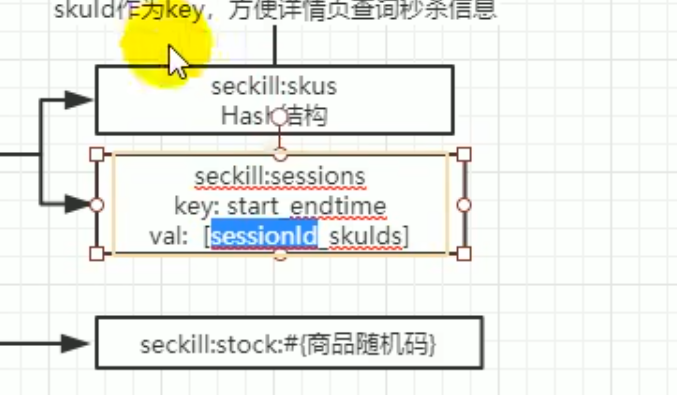 skuId作为key，方便详情页查询秒杀信息
seckill:skus
Hash结构
seckill:sessions
key: start_endtime
val: [sessionId_skuIds]
seckill:stock:#{商品随机码}